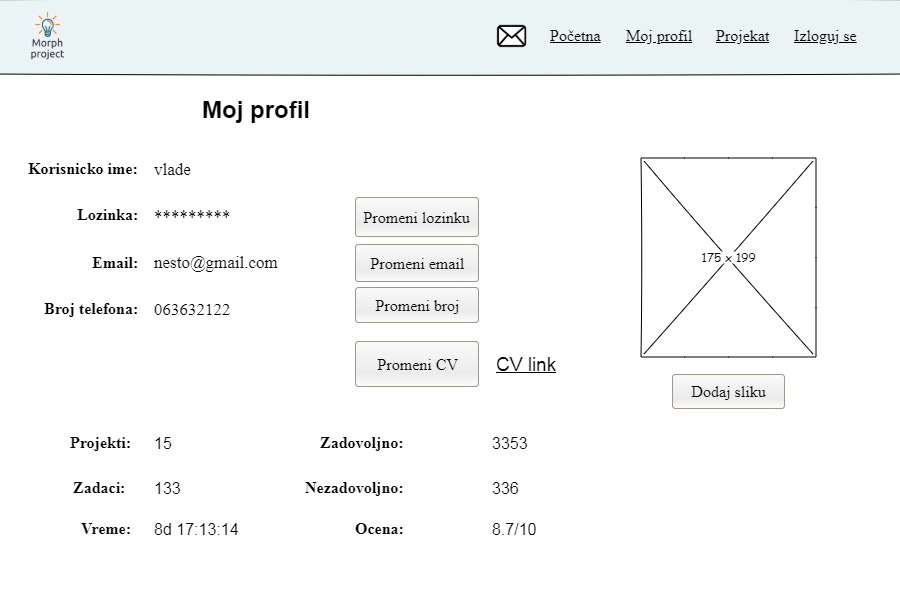 Morph
project
Početna Moj profil Projekat Izloguj se
Moj profil
Korisnicko ime: vlade
Lozinka: ********* Promeni lozinku
Email: nesto@gmail.com Promeni email
175 x 199
Broj telefona: 063632122 Promeni broj
Promeni CV CV link
Dodaj sliku
Projekti: 15 Zadovoljno: 3353
Zadaci: 133 Nezadovoljno: 336
Vreme: 8d 17:13:14 Ocena: 8.7/10